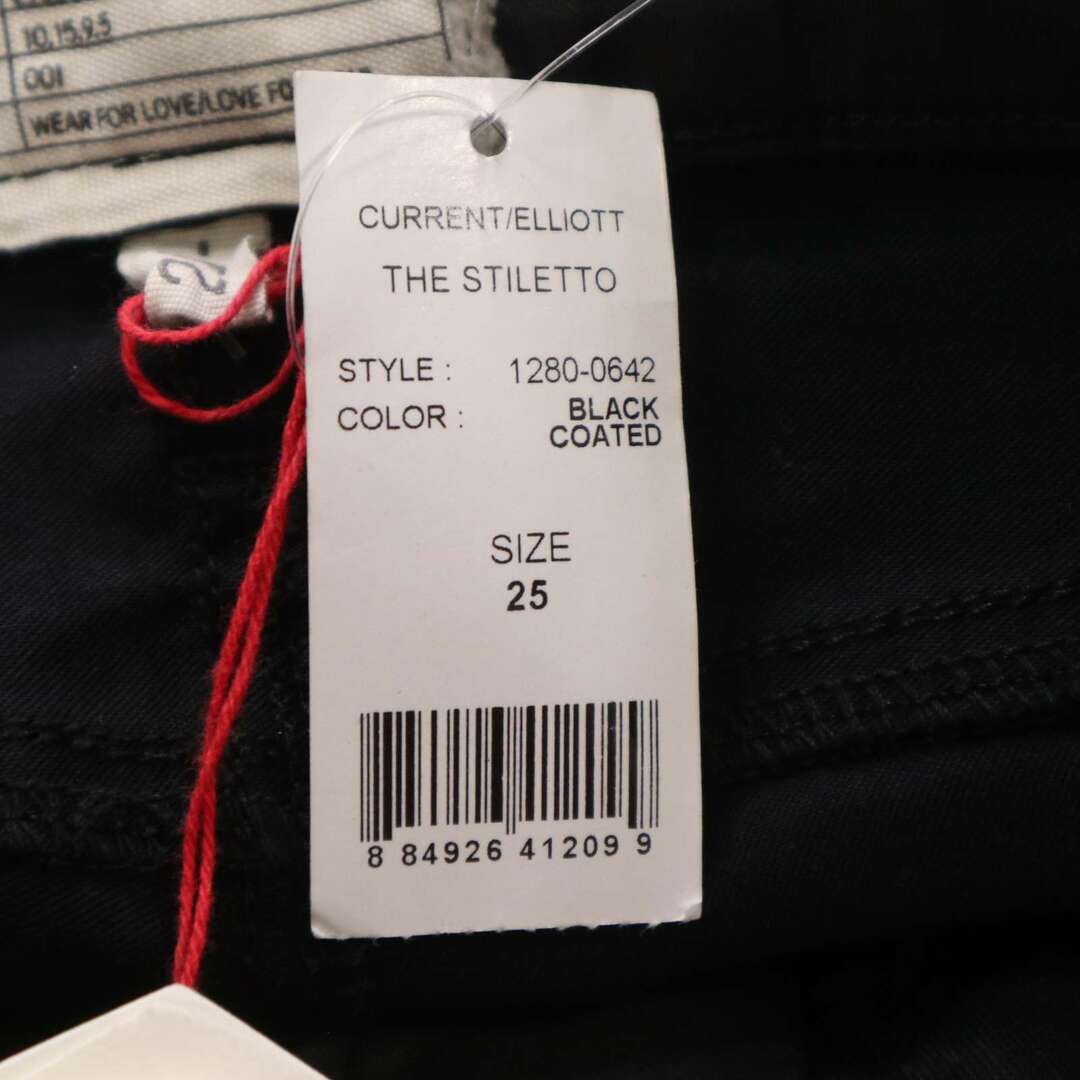 10.15.9.5
001
WEAR FOR LOVE/LOVE
2
CURRENT/ELLIOTT
THE STILETTO
STYLE : 1280-0642
COLOR : BLACK
COATED
SIZE
25
8 84926 41209 9